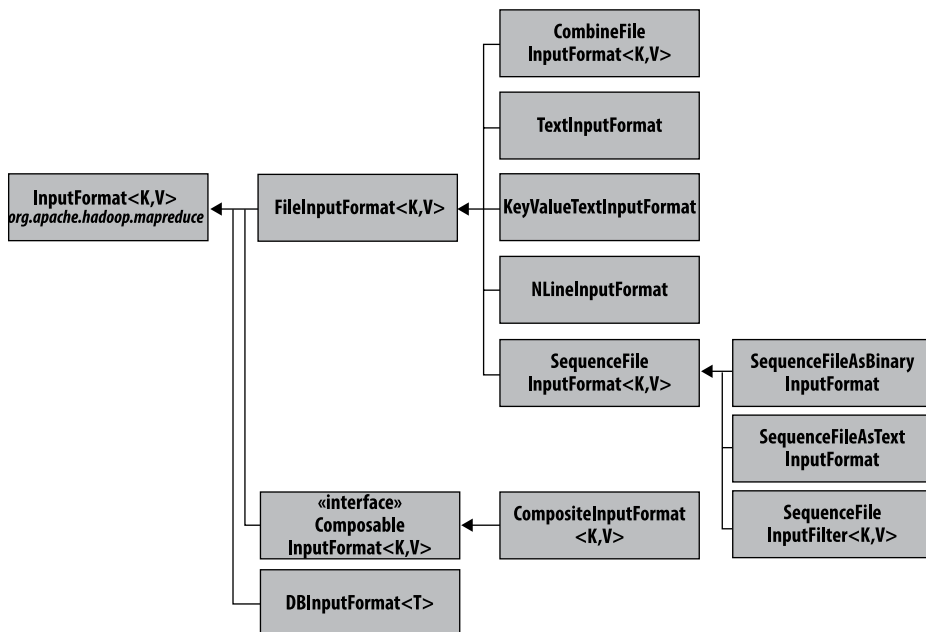 CombineFile
InputFormat<K,V>
TextInputFormat
InputFormat<K,V>
org.apache.hadoop.mapreduce
FileInputFormat<K,V>
KeyValueTextInputFormat
NLineInputFormat
SequenceFile
InputFormat<K,V>
SequenceFileAsBinary
InputFormat
SequenceFileAsText
InputFormat
«interface»
Composable
InputFormat<K,V>
CompositeInputFormat
<K,V>
SequenceFile
InputFilter<K,V>
DBInputFormat<T>